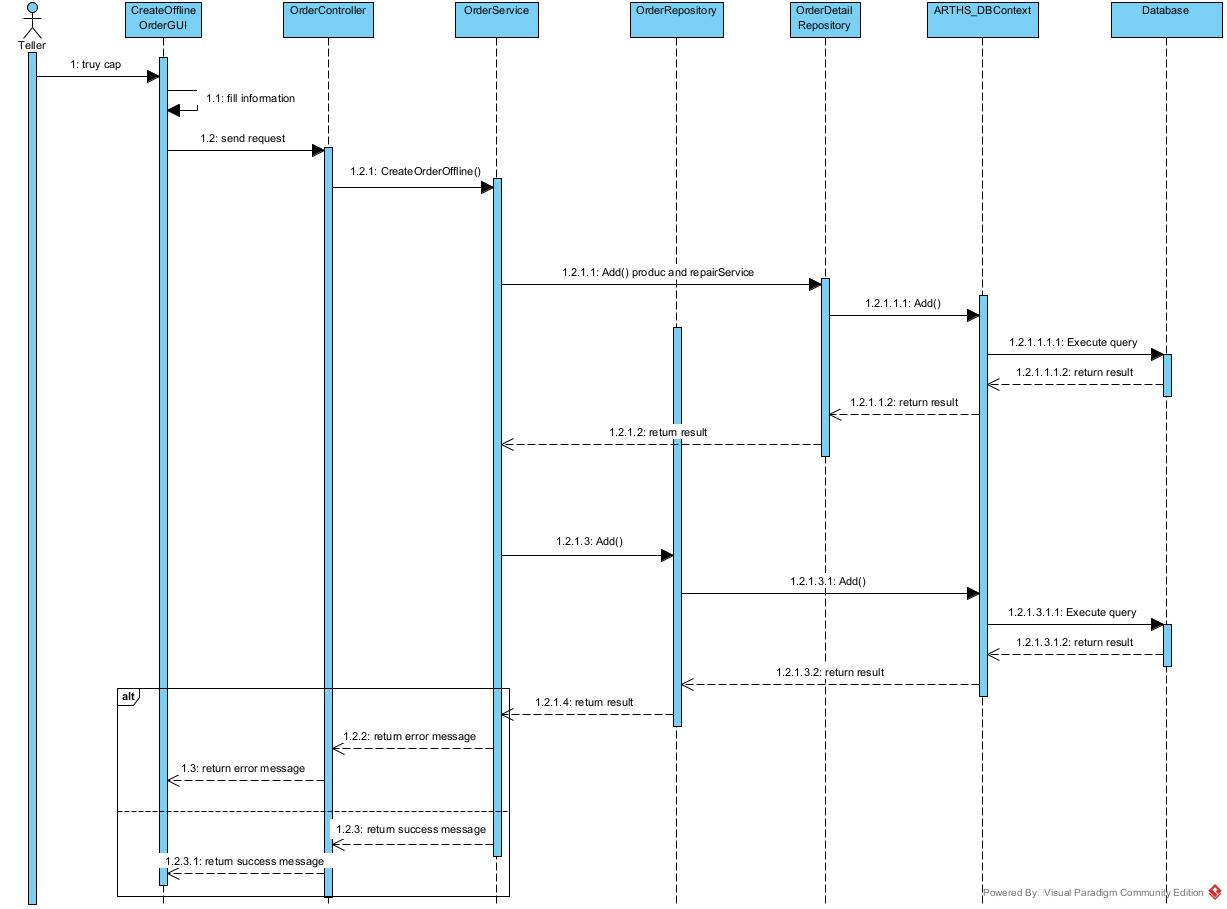 CreateOffline
OrderGUI
OrderController
OrderService
OrderRepository
OrderDetail
Repository
ARTHS_DBContext
Database
Teller
1: truy cap
1.1: fill information
1.2: send request
1.2.1: CreateOrderOffline()
1.2.1.1: Add() produc and repairService
1.2.1.1.1: Add()
1.2.1.1.1.1: Execute query
1.2.1.1.1.2: return result
1.2.1.1.2: return result
1.2.1.2: return result
1.2.1.3: Add()
1.2.1.3.1: Add()
1.2.1.3.1.1: Execute query
1.2.1.3.1.2: return result
1.2.1.3.2: return result
alt
1.2.1.4: return result
1.2.2: return error message
1.3: return error message
1.2.3: return success message
1.2.3.1: return success message
Powered By Visual Paradigm Community Edition